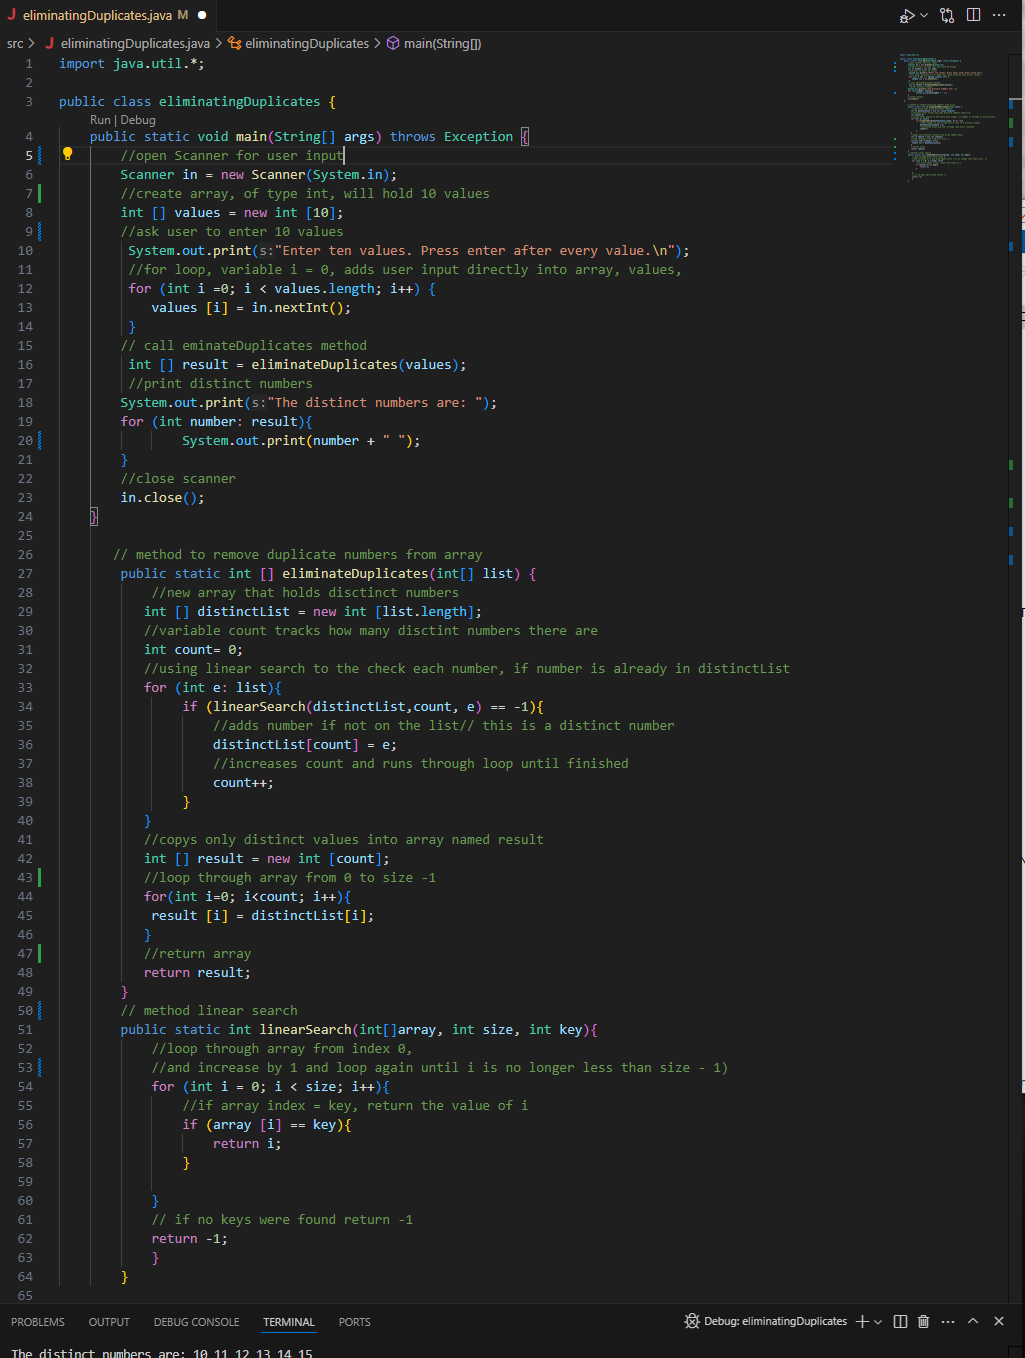 eliminatingDuplicates.java M
src > eliminatingDuplicates.java > eliminatingDuplicates > main(String[])
1 import java.util.*;
2
3 public class eliminatingDuplicates {
Run | Debug
4 public static void main(String[] args) throws Exception {
5 //open Scanner for user input
6 Scanner in = new Scanner(System.in);
7 //create array, of type int, will hold 10 values
8 int [] values = new int [10];
9 //ask user to enter 10 values
10 System.out.print(s:"Enter ten values. Press enter after every value.\n");
11 //for loop, variable i = 0, adds user input directly into array, values,
12 for (int i =0; i < values.length; i++) {
13 values [i] = in.nextInt();
14 }
15 // call eminateDuplicates method
16 int [] result = eliminateDuplicates(values);
17 //print distinct numbers
18 System.out.print(s:"The distinct numbers are: ");
19 for (int number: result){
20 System.out.print(number + " ");
21 }
22 //close scanner
23 in.close();
24 }
25
26 // method to remove duplicate numbers from array
27 public static int [] eliminateDuplicates(int[] list) {
28 //new array that holds disctinct numbers
29 int [] distinctList = new int [list.length];
30 //variable count tracks how many disctint numbers there are
31 int count= 0;
32 //using linear search to the check each number, if number is already in distinctList
33 for (int e: list){
34 if (linearSearch(distinctList,count, e) == -1){
35 //adds number if not on the list// this is a distinct number
36 distinctList[count] = e;
37 //increases count and runs through loop until finished
38 count++;
39 }
40 }
41 //copys only distinct values into array named result
42 int [] result = new int [count];
43 //loop through array from 0 to size -1
44 for(int i=0; i<count; i++){
45 result [i] = distinctList[i];
46 }
47 //return array
48 return result;
49 }
50 // method linear search
51 public static int linearSearch(int[]array, int size, int key){
52 //loop through array from index 0,
53 //and increase by 1 and loop again until i is no longer less than size - 1)
54 for (int i = 0; i < size; i++){
55 //if array index = key, return the value of i
56 if (array [i] == key){
57 return i;
58 }
59
60 }
61 // if no keys were found return -1
62 return -1;
63 }
64 }
65
PROBLEMS OUTPUT DEBUG CONSOLE TERMINAL PORTS Debug: eliminatingDuplicates
The distinct numbers are: 10 11 12 13 14 15